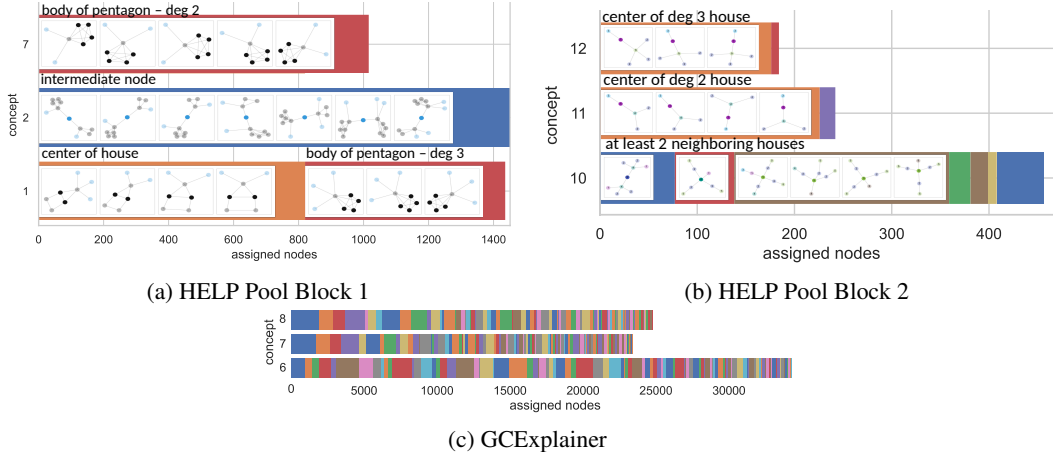 body of pentagon – deg 2
7
intermediate node
concept
2
center of house
body of pentagon – deg 3
1
0 200 400 600 800 1000 1200 1400
assigned nodes
(a) HELP Pool Block 1
center of deg 3 house
12
center of deg 2 house
concept
11
at least 2 neighboring houses
10
0 100 200 300 400
assigned nodes
(b) HELP Pool Block 2
8
concept
7
6
0 5000 10000 15000 20000 25000 30000
assigned nodes
(c) GCExplainer